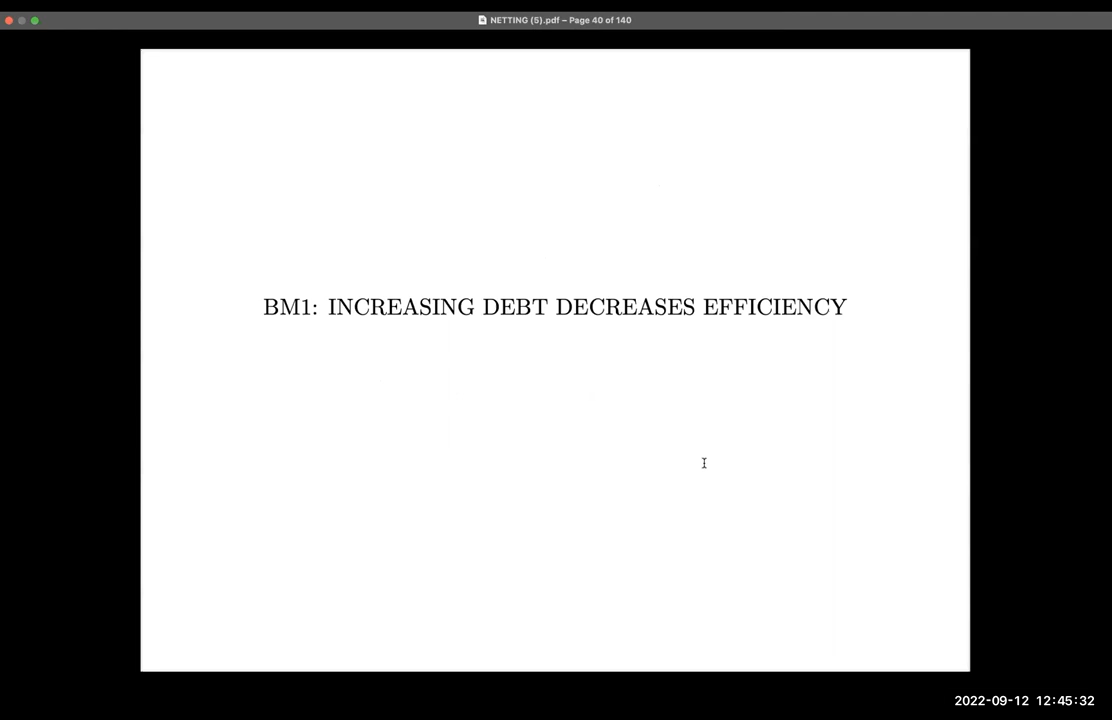 NETTING (5).pdf – Page 40 of 140
BM1: INCREASING DEBT DECREASES EFFICIENCY
2022-09-12 12:45:32